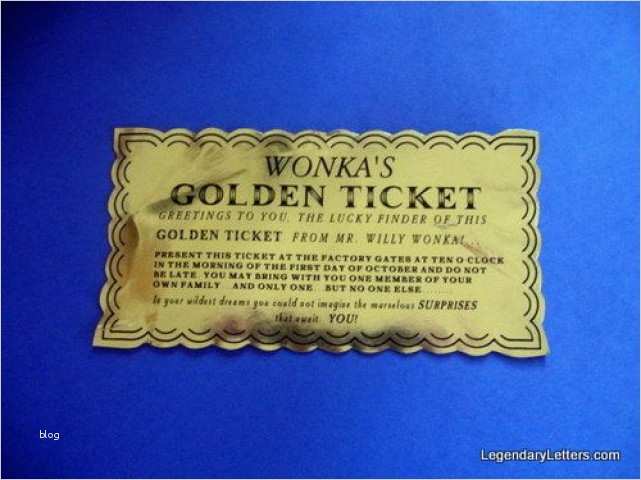 WONKA'S
GOLDEN TICKET
GREETINGS TO YOU, THE LUCKY FINDER OF THIS
GOLDEN TICKET FROM MR. WILLY WONKA!
PRESENT THIS TICKET AT THE FACTORY GATES AT TEN O'CLOCK
IN THE MORNING OF THE FIRST DAY OF OCTOBER AND DO NOT
BE LATE. YOU MAY BRING WITH YOU ONE MEMBER OF YOUR
OWN FAMILY...AND ONLY ONE...BUT NO ONE ELSE........
In your wildest dreams you could not imagine the marvelous SURPRISES
that await YOU!
blog
LegendaryLetters.com